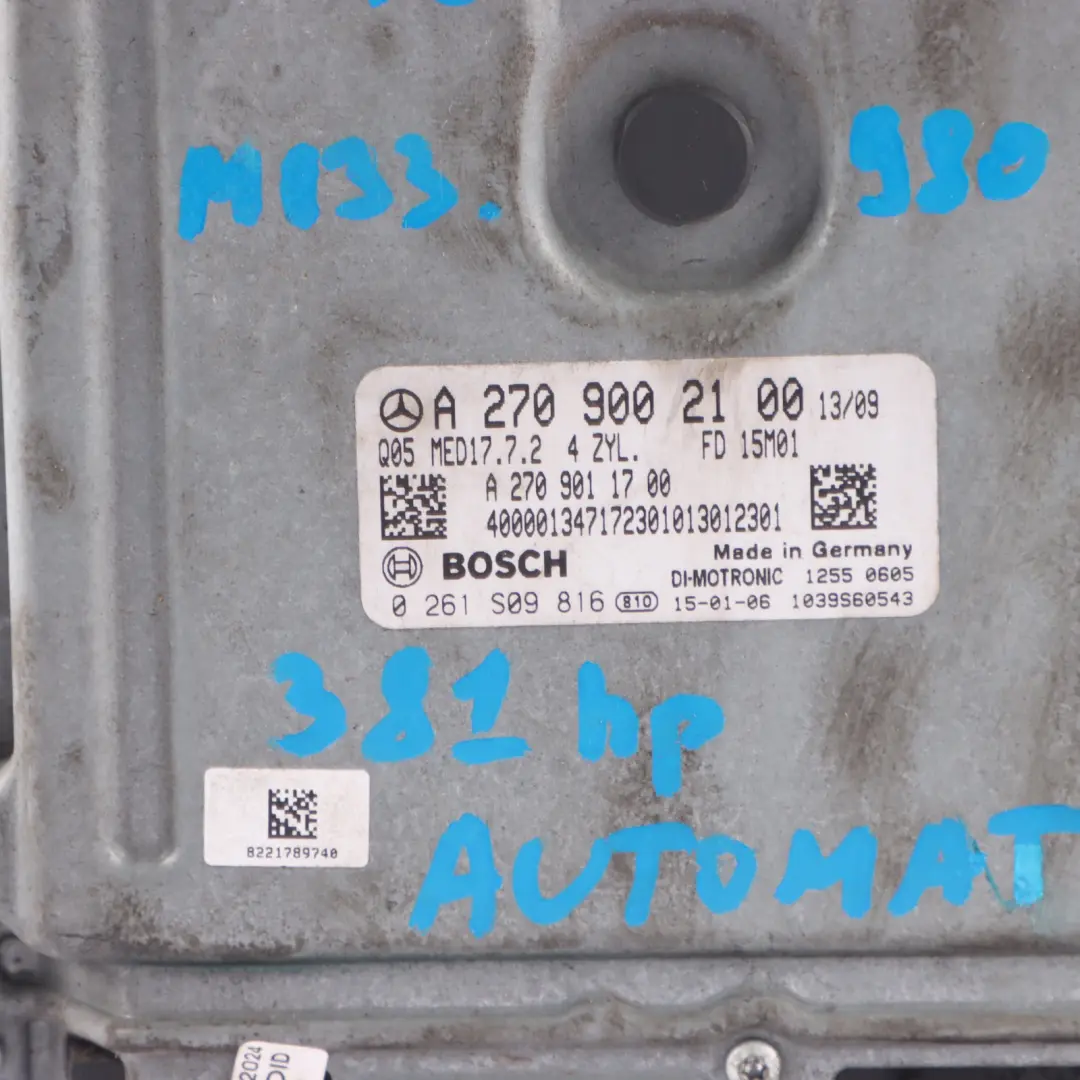 M133. 980
A 270 900 21 00 13/09
Q05 MED17.7.2 4 ZYL. FD 15M01
A 270 901 17 00
400001347172301013012301
BOSCH Made in Germany
DI-MOTRONIC 1255 0605
0 261 S09 816 810 15-01-06 1039S60543
381 hp
8221789740
AUTOMAT
2024